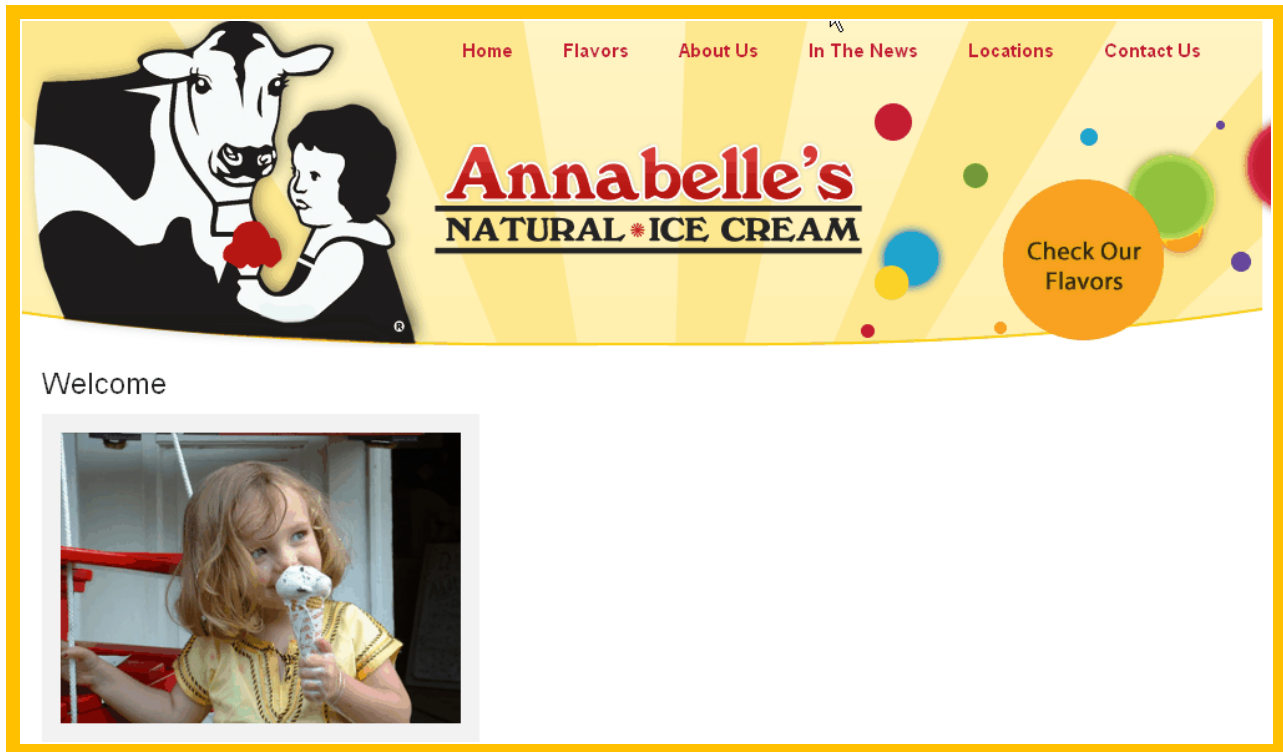 Home Flavors About Us In The News Locations Contact Us
Annabelle's
NATURAL ICE CREAM
Check Our
Flavors
®
Welcome